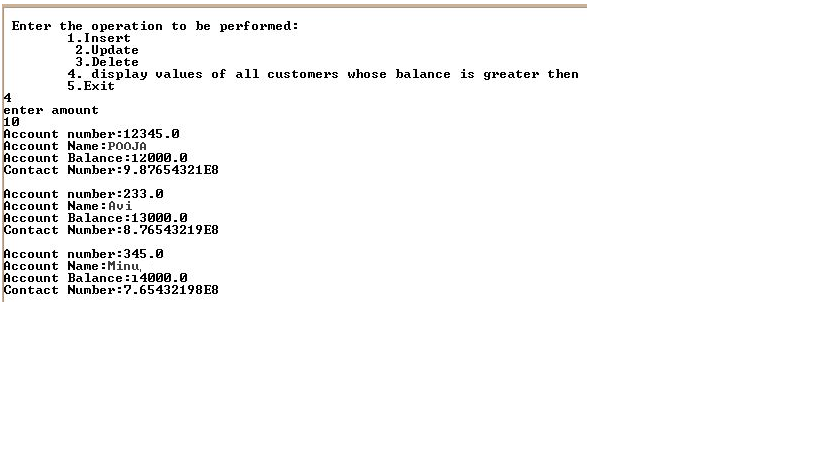 Enter the operation to be performed:
1.Insert
2.Update
3.Delete
4. display values of all customers whose balance is greater then
5.Exit
4
enter amount
10
Account number:12345.0
Account Name:POOJA
Account Balance:12000.0
Contact Number:9.87654321E8
Account number:233.0
Account Name:Avi
Account Balance:13000.0
Contact Number:8.76543219E8
Account number:345.0
Account Name:Minu
Account Balance:14000.0
Contact Number:7.65432198E8